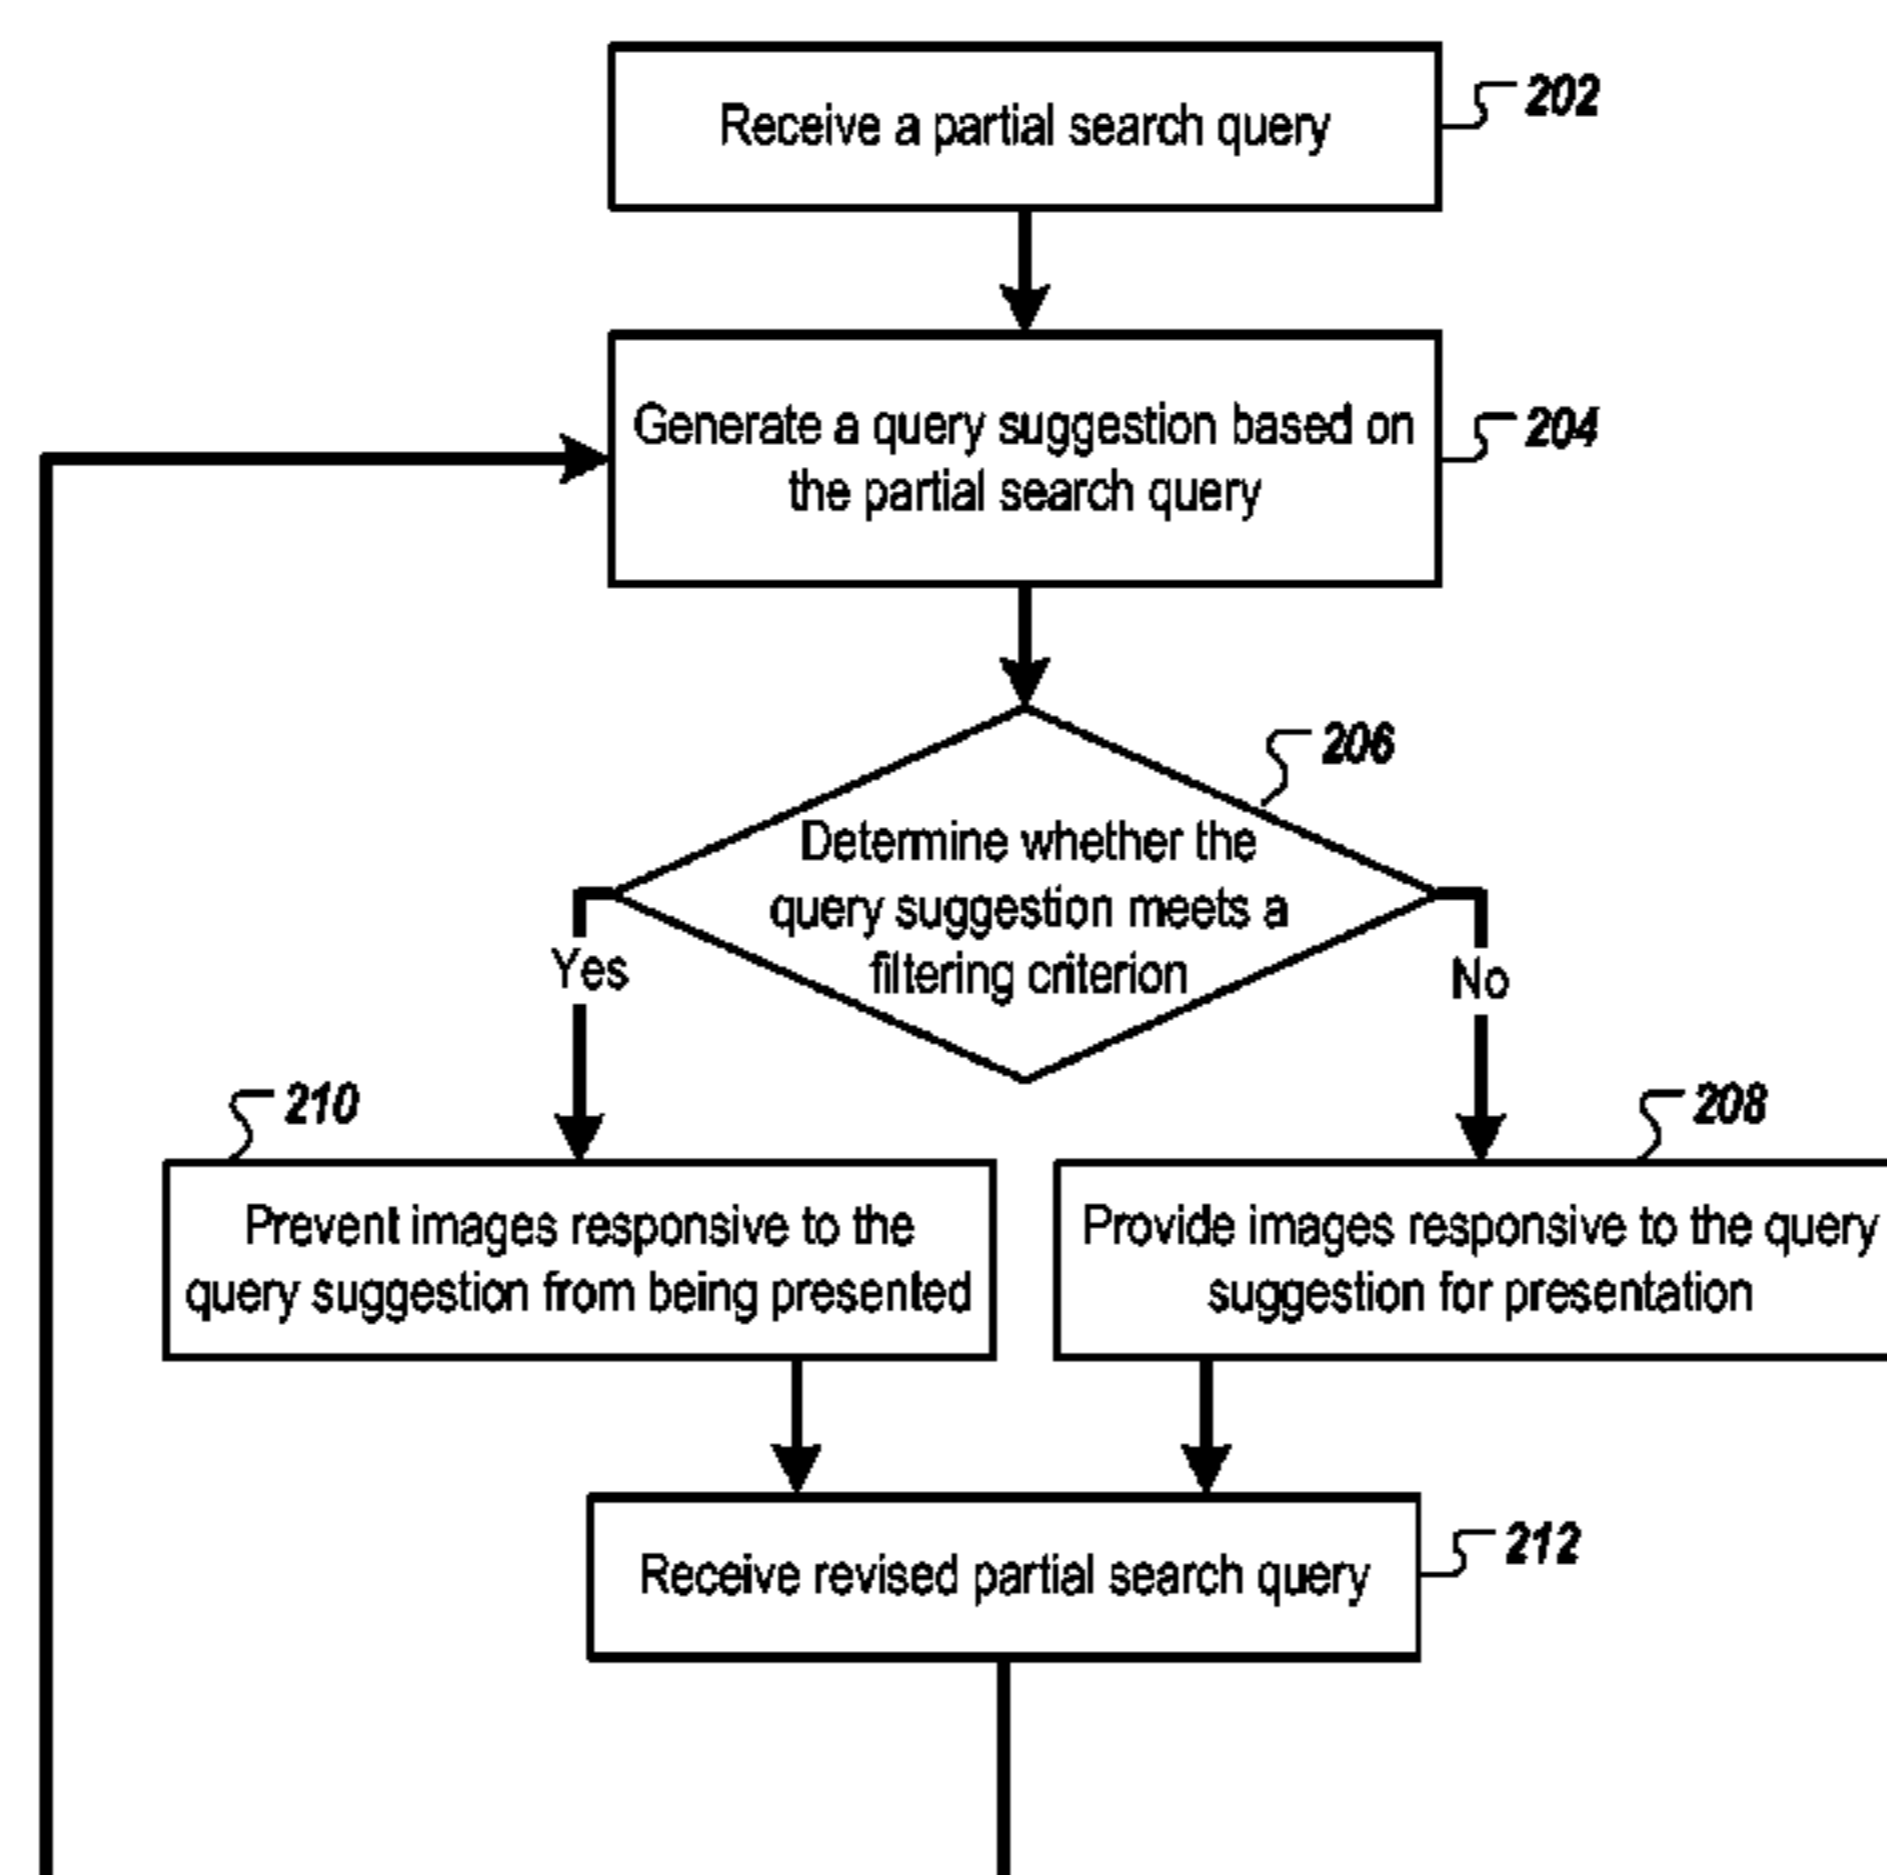 Receive a partial search query
202
Generate a query suggestion based on
the partial search query
204
206
Determine whether the
query suggestion meets a
filtering criterion
Yes
No
210
208
Prevent images responsive to the
query suggestion from being presented
Provide images responsive to the query
suggestion for presentation
Receive revised partial search query
212